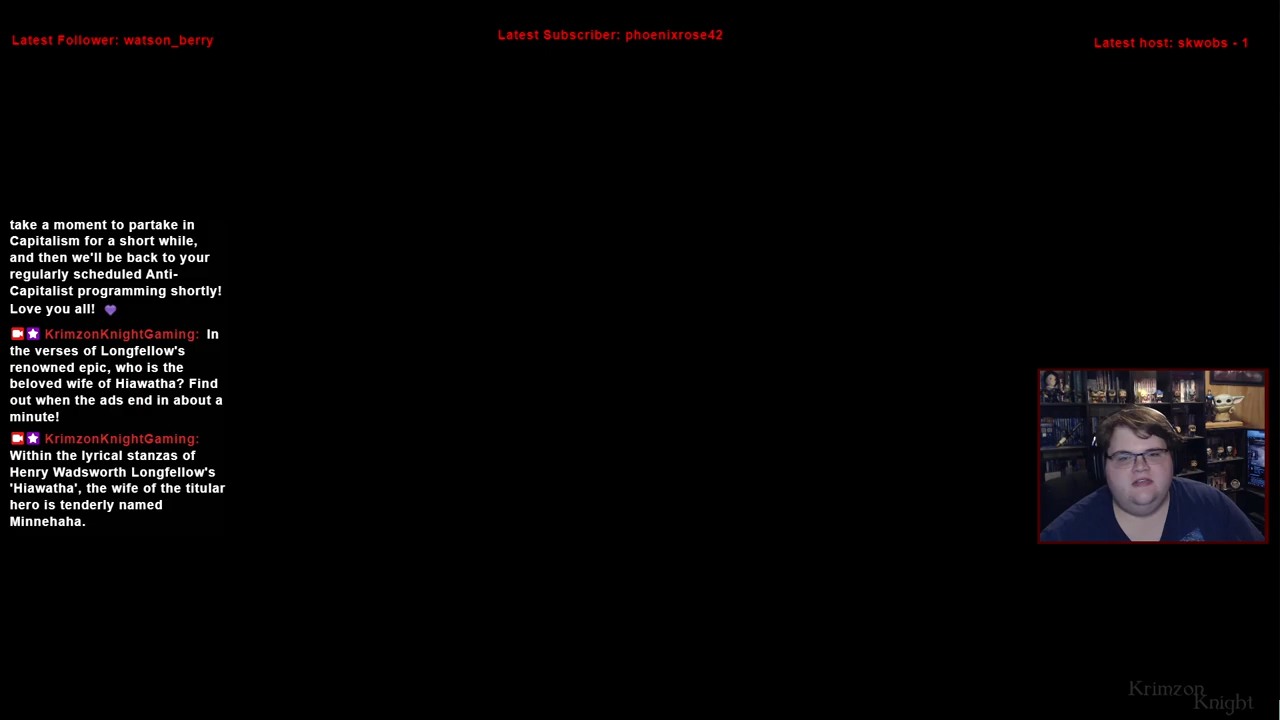 Latest Follower: watson_berry
Latest Subscriber: phoenixrose42
Latest host: skwobs - 1
take a moment to partake in
Capitalism for a short while,
and then we'll be back to your
regularly scheduled Anti-
Capitalist programming shortly!
Love you all!
KrimzonKnightGaming: In
the verses of Longfellow's
renowned epic, who is the
beloved wife of Hiawatha? Find
out when the ads end in about a
minute!
KrimzonKnightGaming:
Within the lyrical stanzas of
Henry Wadsworth Longfellow's
'Hiawatha', the wife of the titular
hero is tenderly named
Minnehaha.
Krimzon
Knight